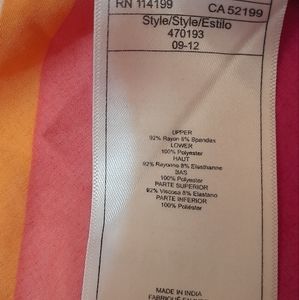 RN 114199 CA 52199
Style/Style/Estilo
470193
09-12
UPPER
92% Rayon 8% Spandex
LOWER
100% Polyester
HAUT
92% Rayonne 8% Elasthanne
BAS
100% Polyester
PARTE SUPERIOR
92% Viscosa 8% Elastano
PARTE INFERIOR
100% Poliéster
MADE IN INDIA